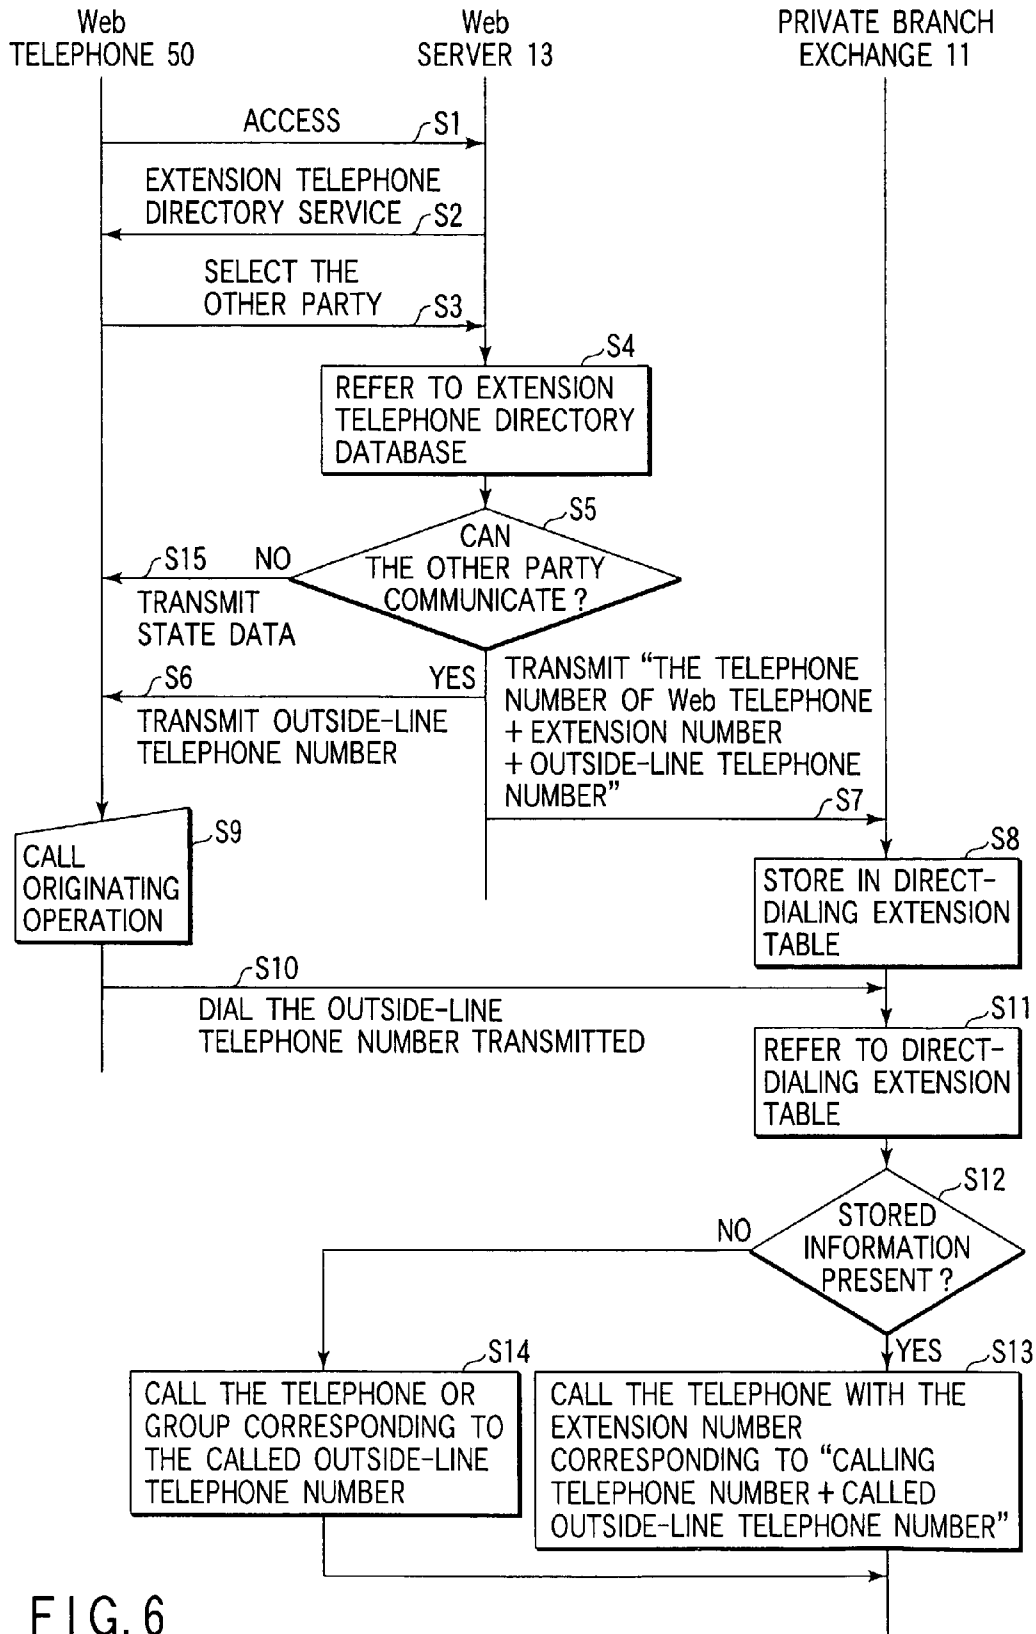 Web
TELEPHONE 50
Web
SERVER 13
PRIVATE BRANCH
EXCHANGE 11
ACCESS
S1
EXTENSION TELEPHONE
DIRECTORY SERVICE
S2
SELECT THE
OTHER PARTY
S3
S4
REFER TO EXTENSION
TELEPHONE DIRECTORY
DATABASE
S5
CAN
THE OTHER PARTY
COMMUNICATE?
S15
NO
TRANSMIT
STATE DATA
S6
YES
TRANSMIT OUTSIDE-LINE
TELEPHONE NUMBER
TRANSMIT “THE TELEPHONE
NUMBER OF Web TELEPHONE
+ EXTENSION NUMBER
+ OUTSIDE-LINE TELEPHONE
NUMBER”
S7
S9
CALL
ORIGINATING
OPERATION
S8
STORE IN DIRECT-
DIALING EXTENSION
TABLE
S10
DIAL THE OUTSIDE-LINE
TELEPHONE NUMBER TRANSMITTED
S11
REFER TO DIRECT-
DIALING EXTENSION
TABLE
S12
STORED
INFORMATION
PRESENT?
NO
YES
S14
CALL THE TELEPHONE OR
GROUP CORRESPONDING TO
THE CALLED OUTSIDE-LINE
TELEPHONE NUMBER
S13
CALL THE TELEPHONE WITH THE
EXTENSION NUMBER
CORRESPONDING TO “CALLING
TELEPHONE NUMBER + CALLED
OUTSIDE-LINE TELEPHONE NUMBER”
FIG. 6